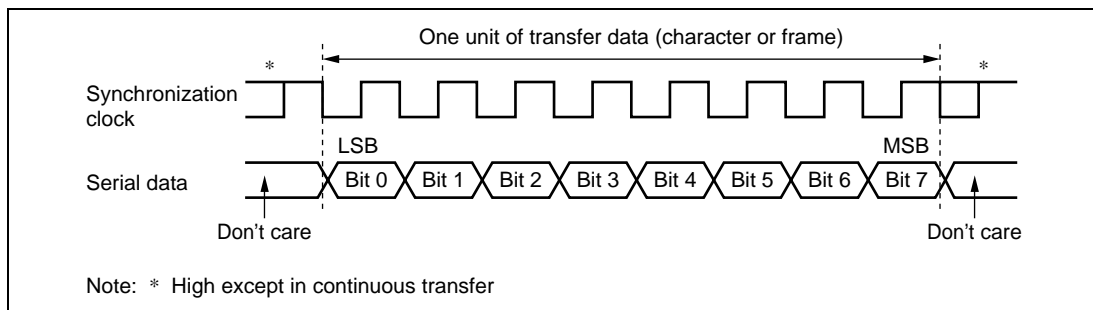 One unit of transfer data (character or frame)
* *
Synchronization
clock
LSB MSB
Serial data Bit 0 Bit 1 Bit 2 Bit 3 Bit 4 Bit 5 Bit 6 Bit 7
Don't care Don't care
Note: * High except in continuous transfer